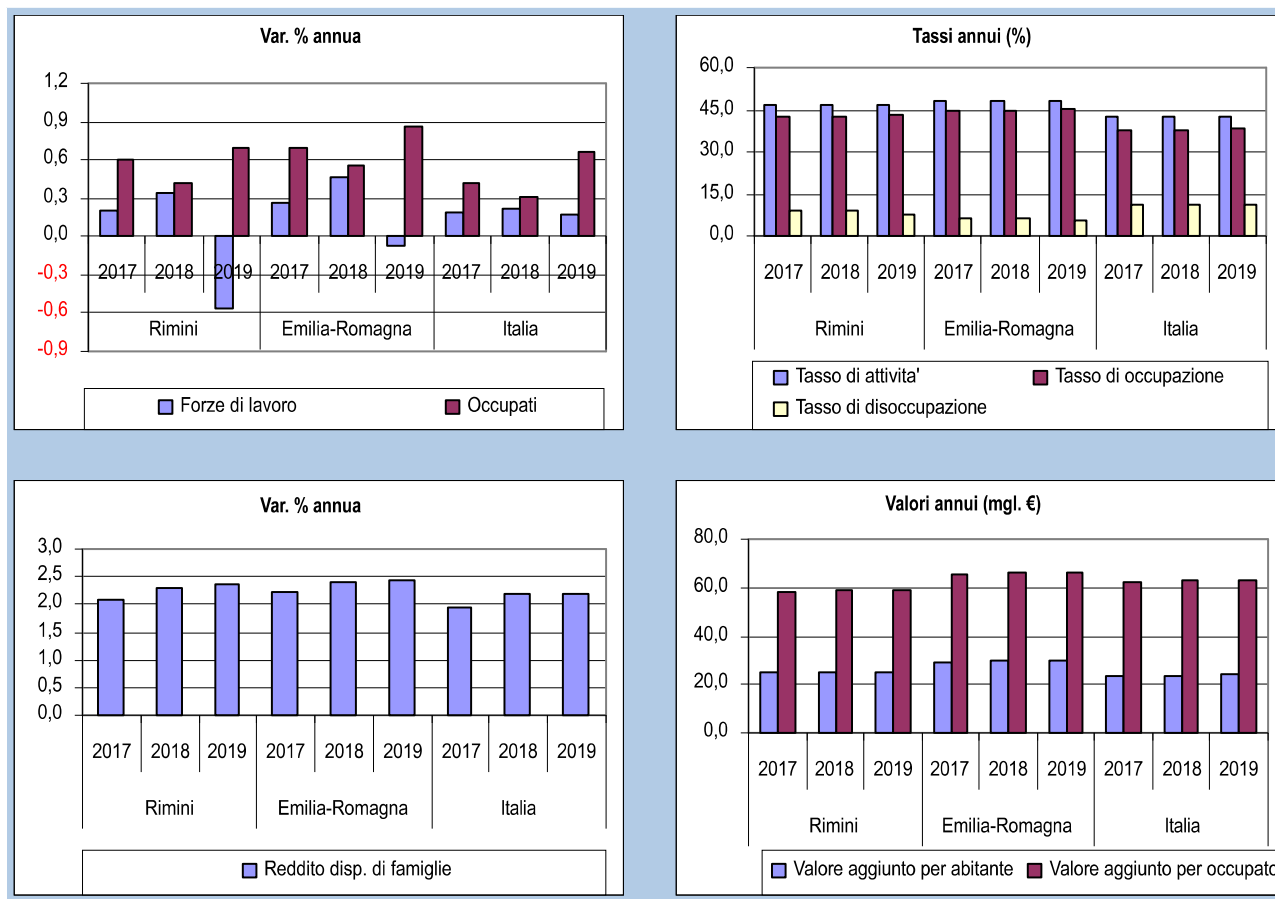 Var. % annua
1,2
0,9
0,6
0,3
0,0
-0,3
-0,6
-0,9
2017 2018 2019 2017 2018 2019 2017 2018 2019
Rimini Emilia-Romagna Italia
Forze di lavoro Occupati
Tassi annui (%)
60,0
45,0
30,0
15,0
0,0
2017 2018 2019 2017 2018 2019 2017 2018 2019
Rimini Emilia-Romagna Italia
Tasso di attivita' Tasso di occupazione
Tasso di disoccupazione
Var. % annua
3,0
2,5
2,0
1,5
1,0
0,5
0,0
2017 2018 2019 2017 2018 2019 2017 2018 2019
Rimini Emilia-Romagna Italia
Reddito disp. di famiglie
Valori annui (mgl. €)
80,0
60,0
40,0
20,0
0,0
2017 2018 2019 2017 2018 2019 2017 2018 2019
Rimini Emilia-Romagna Italia
Valore aggiunto per abitante Valore aggiunto per occupato